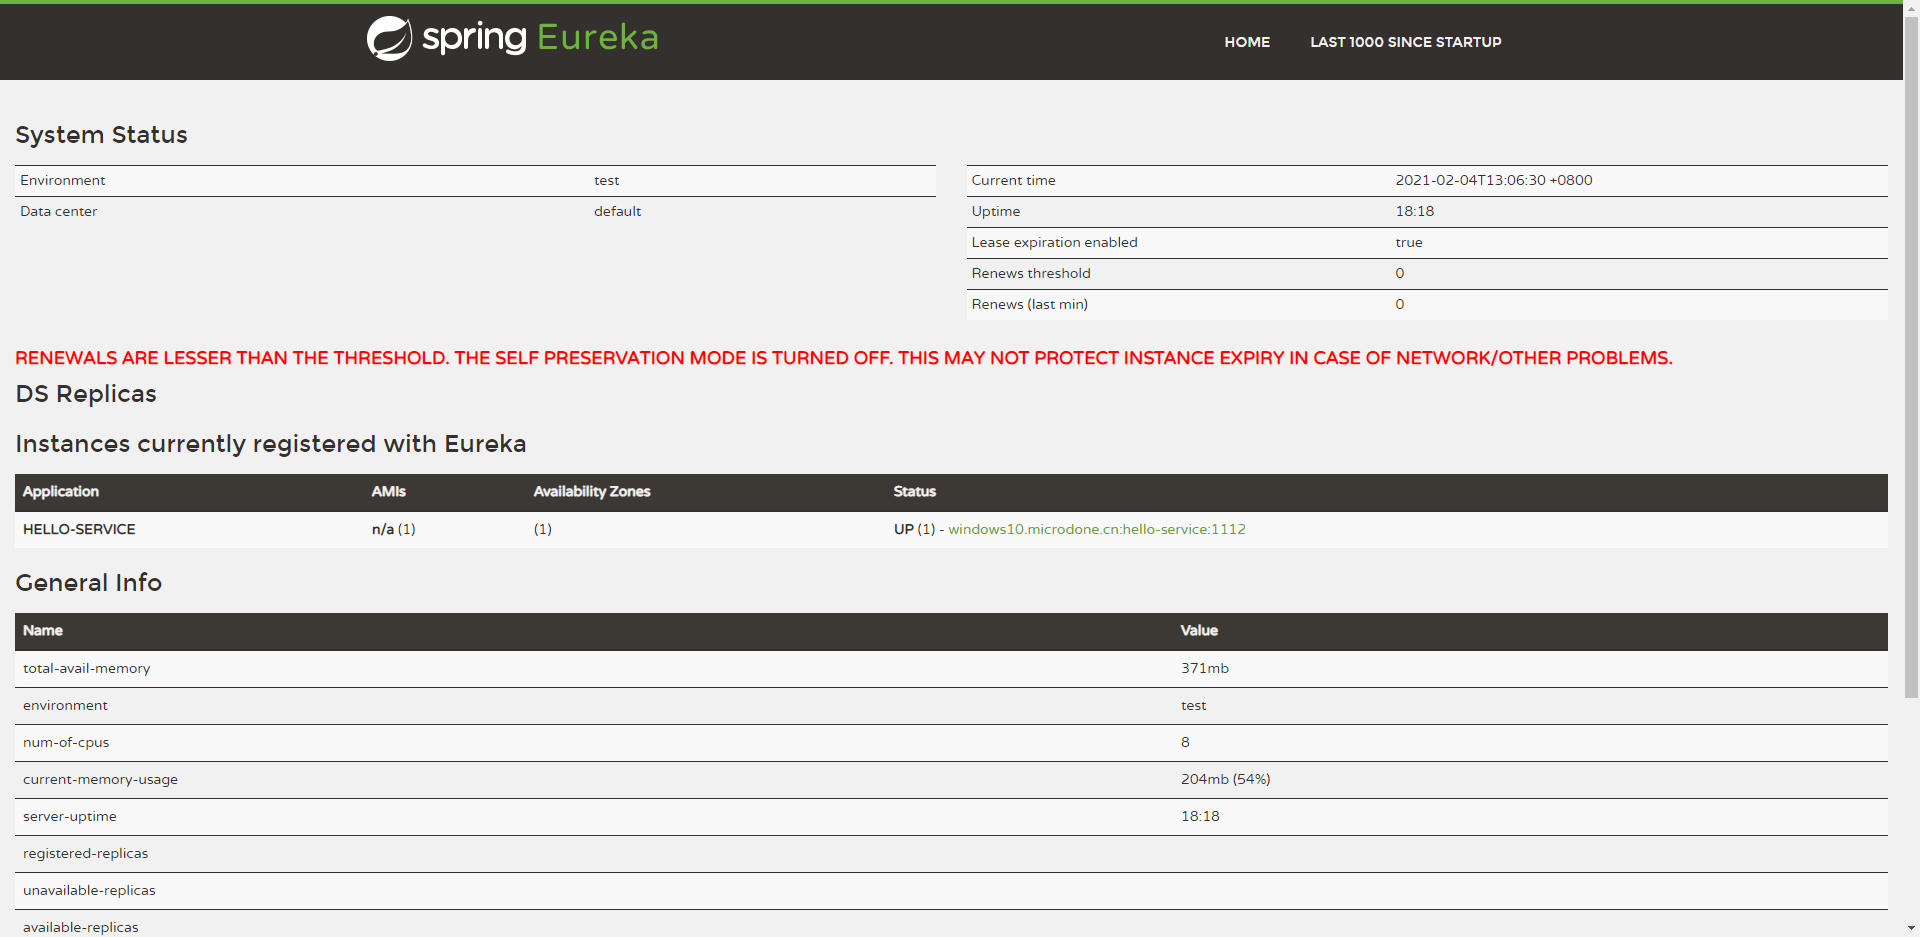 spring Eureka
HOME LAST 1000 SINCE STARTUP
System Status
Environment test
Data center default
Current time 2021-02-04T13:06:30 +0800
Uptime 18:18
Lease expiration enabled true
Renews threshold 0
Renews (last min) 0
RENEWALS ARE LESSER THAN THE THRESHOLD. THE SELF PRESERVATION MODE IS TURNED OFF. THIS MAY NOT PROTECT INSTANCE EXPIRY IN CASE OF NETWORK/OTHER PROBLEMS.
DS Replicas
Instances currently registered with Eureka
Application AMIs Availability Zones Status
HELLO-SERVICE n/a (1) (1) UP (1) - windows10.microdone.cn:hello-service:1112
General Info
Name Value
total-avail-memory 371mb
environment test
num-of-cpus 8
current-memory-usage 204mb (54%)
server-uptime 18:18
registered-replicas
unavailable-replicas
available-replicas